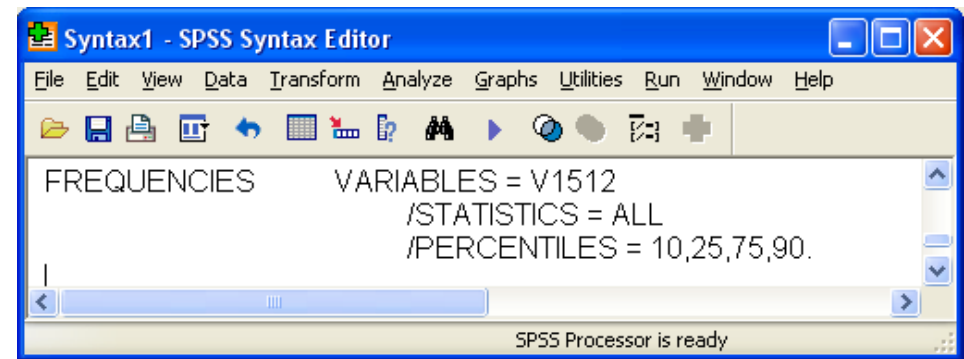 Syntax1 - SPSS Syntax Editor
File Edit View Data Transform Analyze Graphs Utilities Run Window Help
FREQUENCIES VARIABLES = V1512
/STATISTICS = ALL
/PERCENTILES = 10,25,75,90.
SPSS Processor is ready